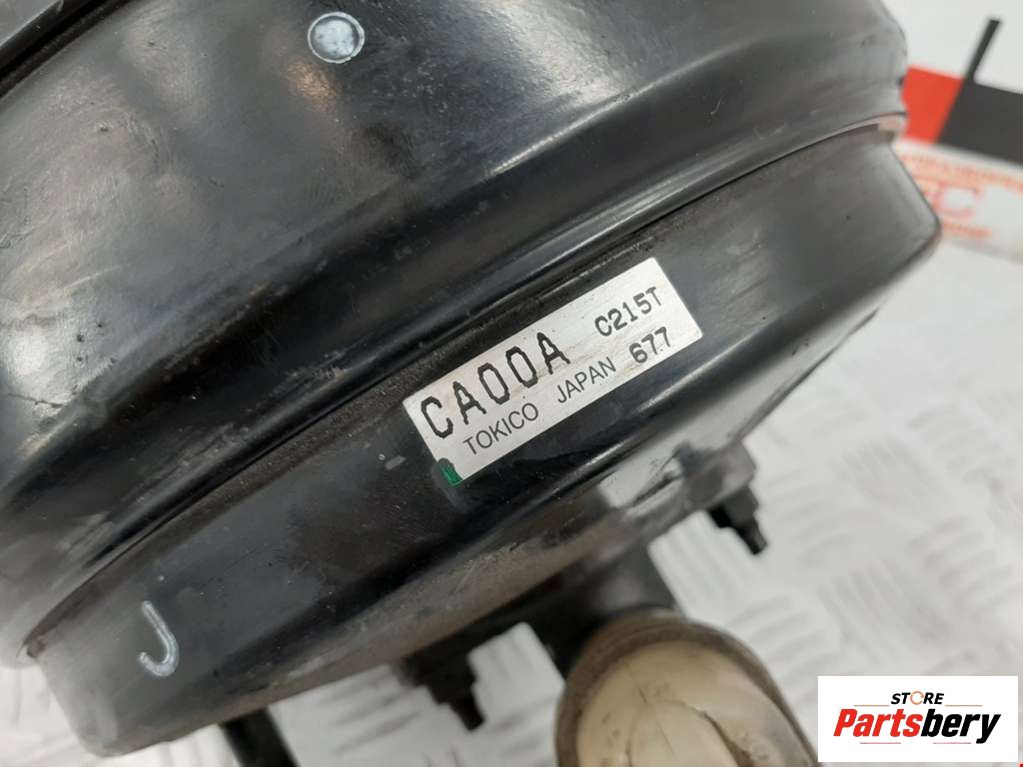 CA00A C215T
TOKICO JAPAN 677
J
STORE
Partsbery